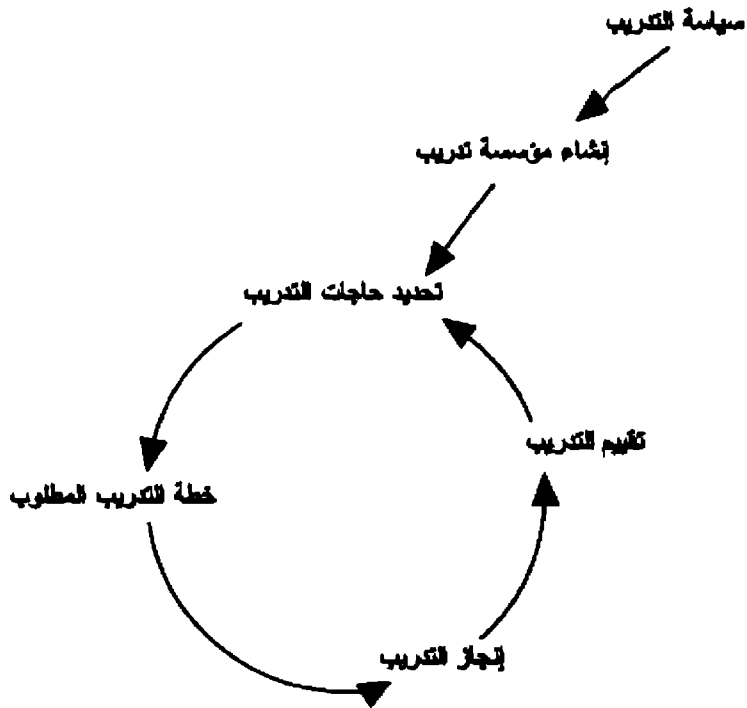 سياسة التدريب
إنشاء مؤسسة تدريب
تحديد حاجات التدريب
تقييم التدريب
خطة التدريب المطلوب
إنجاز التدريب